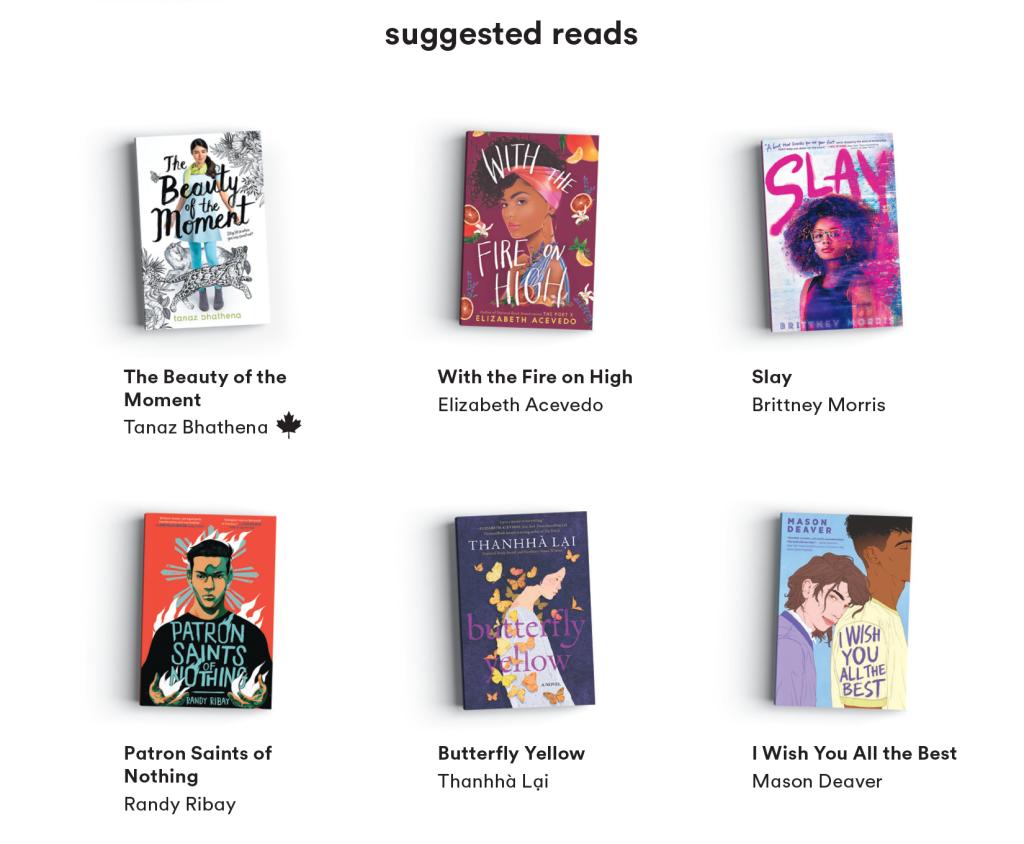 suggested reads
The
Beauty
of the
Moment
tanaz bhathena
WITH
THE
FIRE ON
HIGH
ELIZABETH ACEVEDO
SLAY
BRITTNEY MORRIS
The Beauty of the
Moment
Tanaz Bhathena
With the Fire on High
Elizabeth Acevedo
Slay
Brittney Morris
PATRON
SAINTS
OF
NOTHING
RANDY RIBAY
THANHHÀ LẠI
butterfly
yellow
A NOVEL
MASON
DEAVER
I WISH
YOU
ALL THE
BEST
Patron Saints of
Nothing
Randy Ribay
Butterfly Yellow
Thanhhà Lại
I Wish You All the Best
Mason Deaver